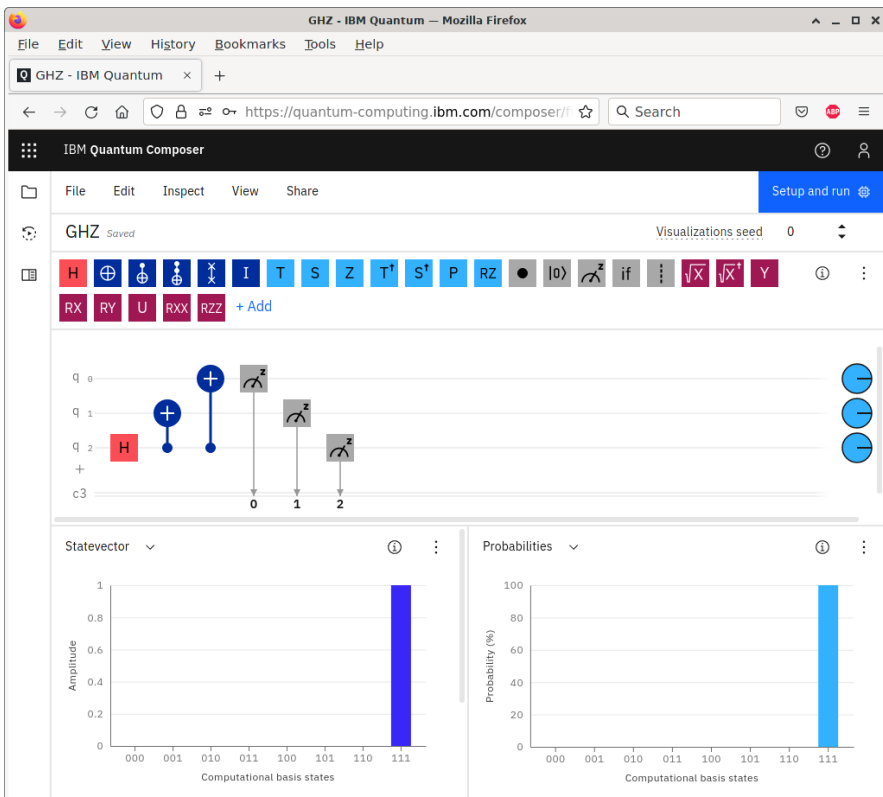 GHZ - IBM Quantum — Mozilla Firefox
File Edit View History Bookmarks Tools Help
Q GHZ - IBM Quantum × +
https://quantum-computing.ibm.com/composer/f Search ABP
IBM Quantum Composer
File Edit Inspect View Share Setup and run
GHZ Saved Visualizations seed 0
H I T S Z T† S† P RZ |0⟩ z if √X √X† Y
RX RY U RXX RZZ + Add
q 0 z
q 1 z
q 2 H z
+
c3
0 1 2
Statevector
1
0.8
0.6
0.4
0.2
0
Amplitude
000 001 010 011 100 101 110 111
Computational basis states
Probabilities
100
80
60
40
20
0
Probability (%)
000 001 010 011 100 101 110 111
Computational basis states